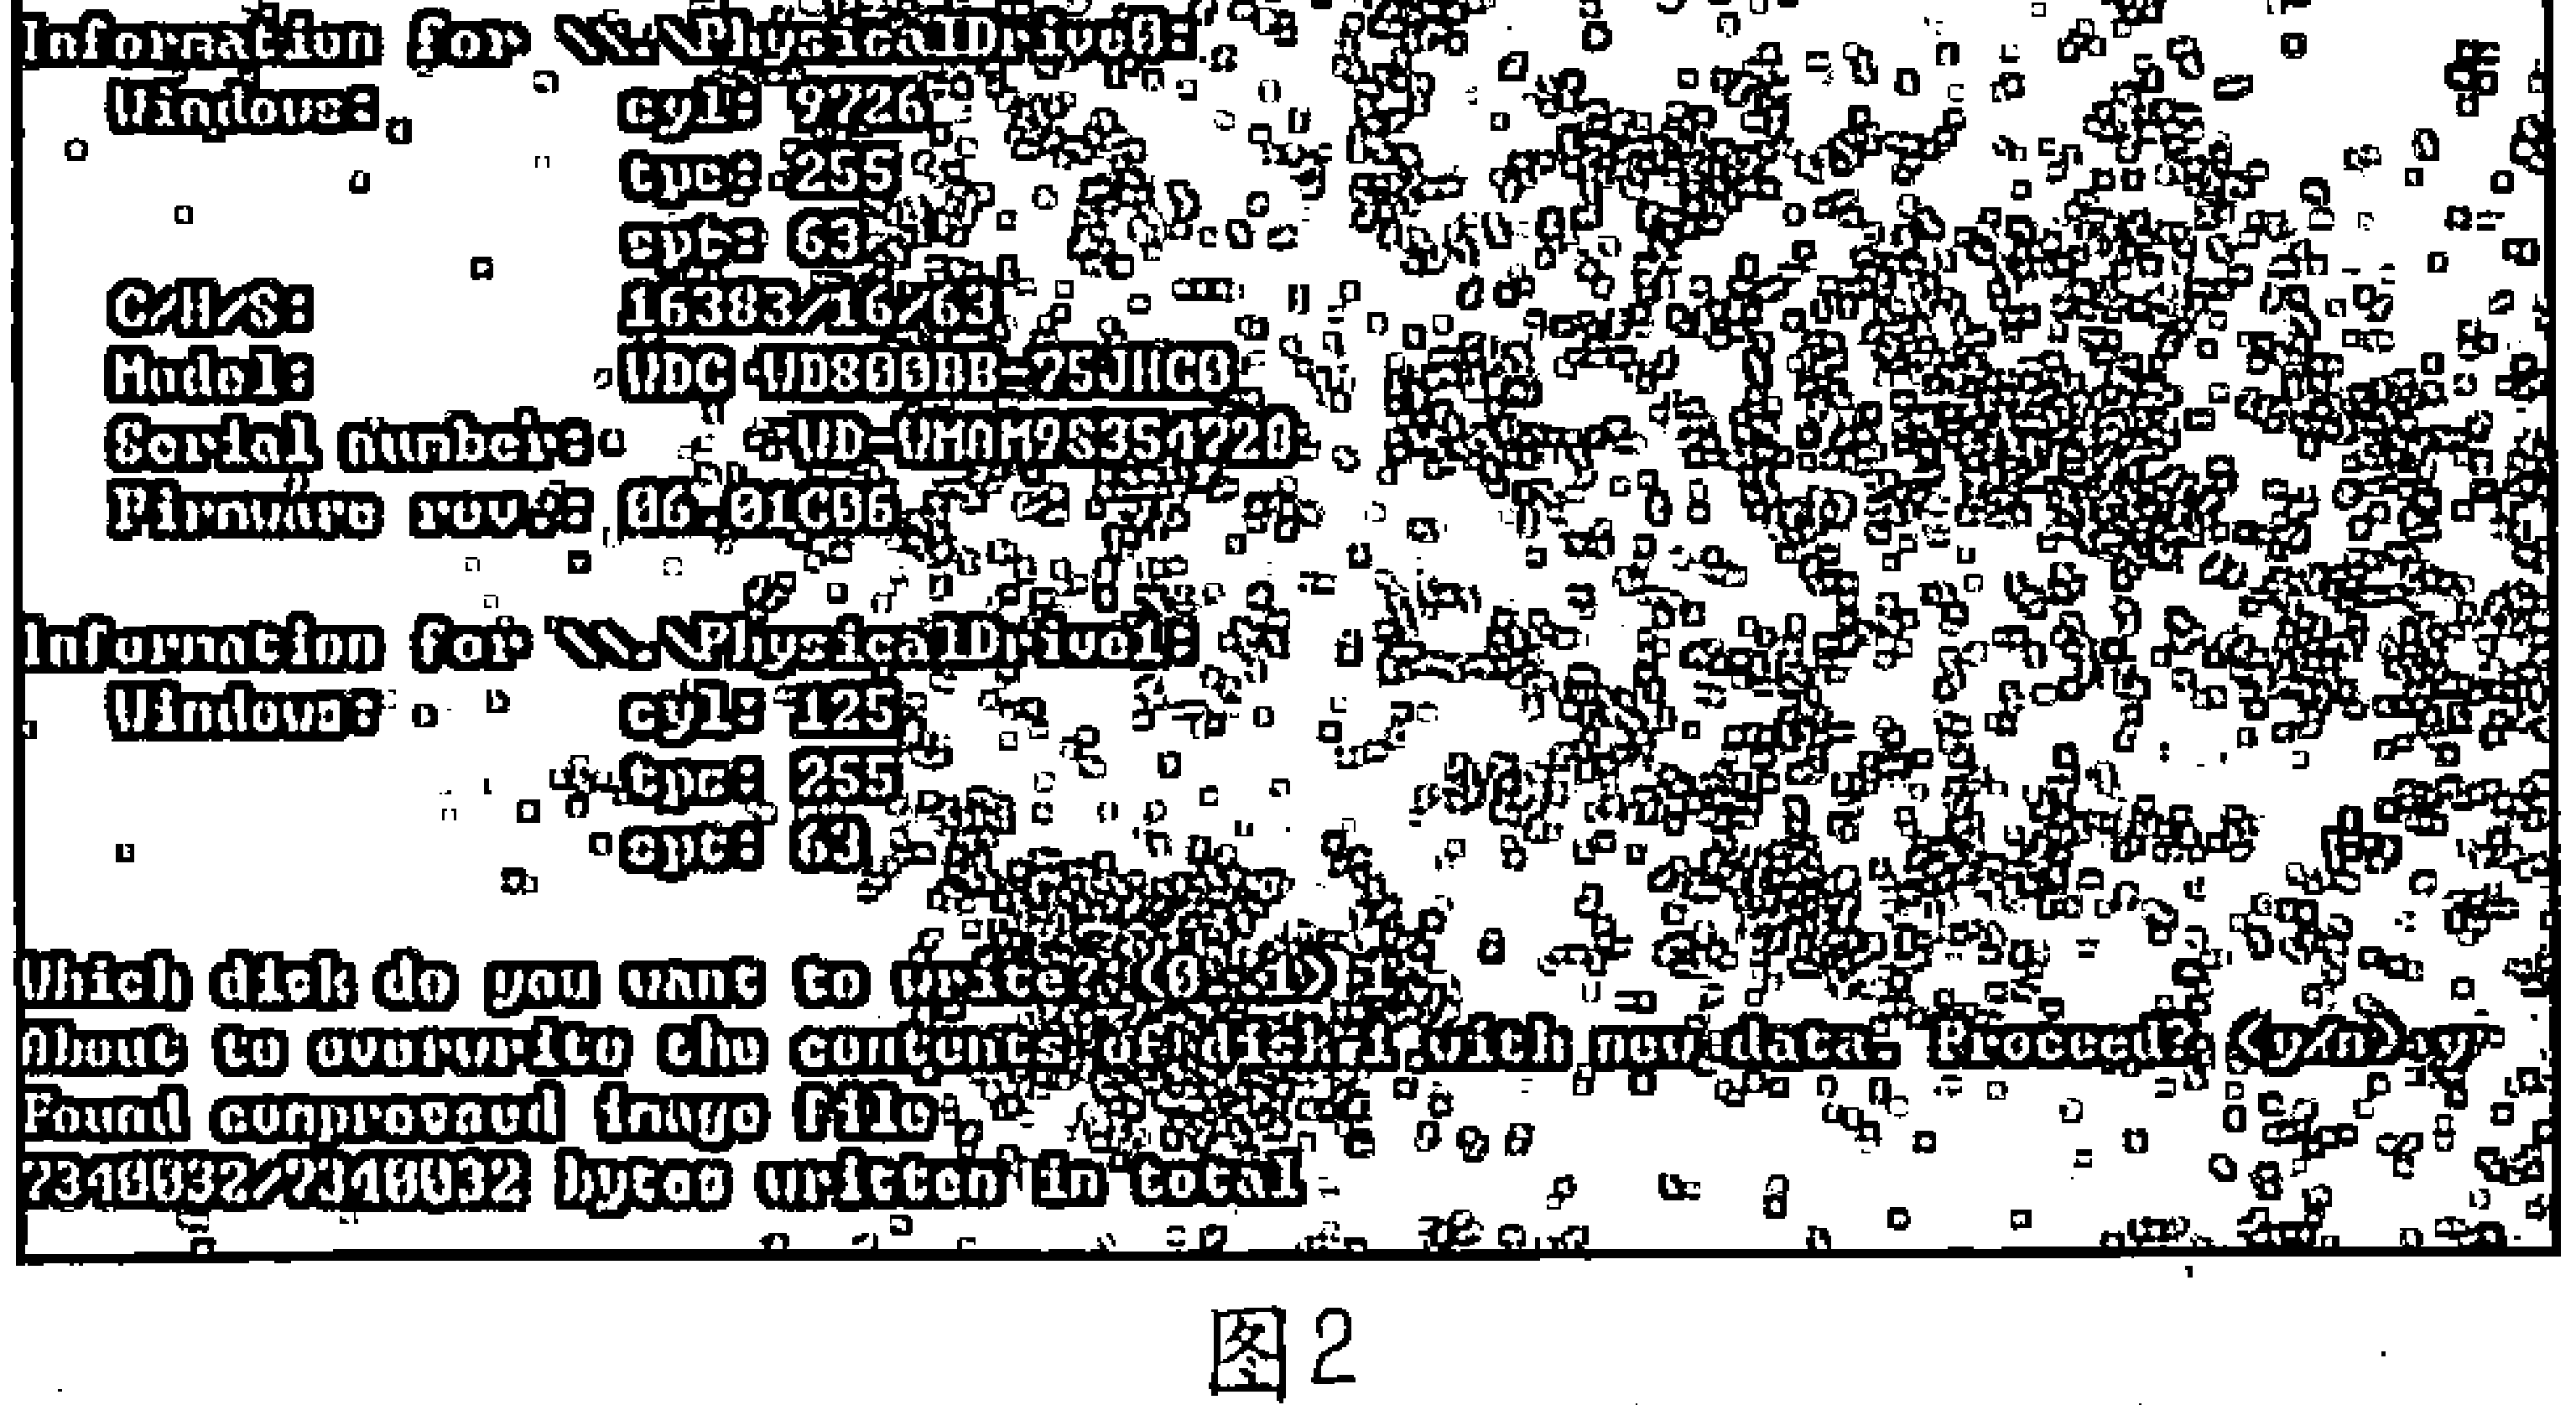 Information for \\.\PhysicalDrive0:
Windows: cyl: 9726
tpc: 255
spt: 63
C/H/S: 16383/16/63
Model: WDC WD800BB-75JHC0
Serial number: WD-WMAM9S354220
Firmware rev.: 06.01C06
Information for \\.\PhysicalDrive1:
Windows: cyl: 125
tpc: 255
spt: 63
Which disk do you want to write? (0..1) 1
About to overwrite the contents of disk 1 with new data. Proceed? (y/n) y
Found compressed image file
7340032/7340032 bytes written in total
图2